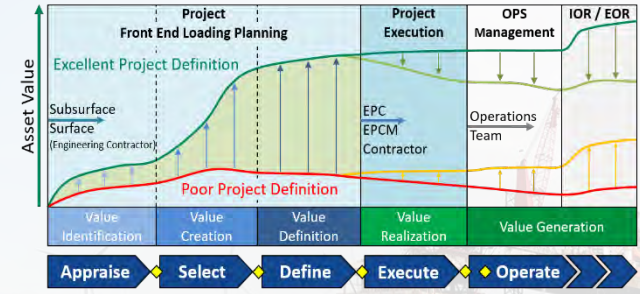 Project
Front End Loading Planning
Project
Execution
OPS
Management
IOR / EOR
Asset Value
Excellent Project Definition
Subsurface
Surface
(Engineering Contractor)
EPC
EPCM
Contractor
Operations
Team
Poor Project Definition
Value
Identification
Value
Creation
Value
Definition
Value
Realization
Value Generation
Appraise
Select
Define
Execute
Operate